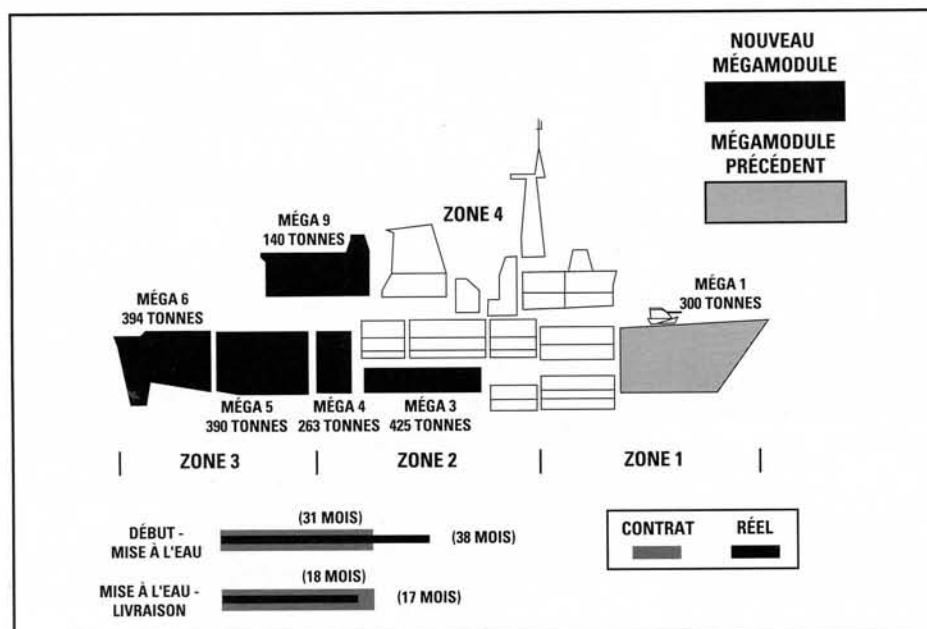 NOUVEAU
MÉGAMODULE
MÉGAMODULE
PRÉCÉDENT
ZONE 4
MÉGA 9
140 TONNES
MÉGA 1
300 TONNES
MÉGA 6
394 TONNES
MÉGA 5
390 TONNES
MÉGA 4
263 TONNES
MÉGA 3
425 TONNES
ZONE 3
ZONE 2
ZONE 1
DÉBUT -
MISE À L'EAU
(31 MOIS)
(38 MOIS)
MISE À L'EAU -
LIVRAISON
(18 MOIS)
(17 MOIS)
CONTRAT
RÉEL